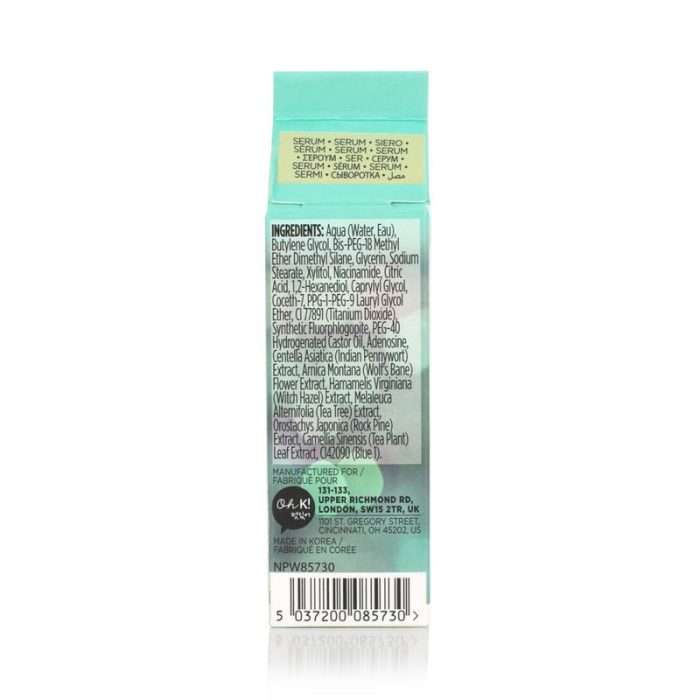 SERUM • SERUM • SIERO •
SÉRUM • SERUM • SERUM
• ΣΈΡΟΥΜ • SER • СЕРУМ •
SERUM • SÉRUM • SERUM •
SERMI • СЫВОРОТКА • مصل •
INGREDIENTS: Aqua (Water, Eau),
Butylene Glycol, Bis-PEG-18 Methyl
Ether Dimethyl Silane, Glycerin, Sodium
Stearate, Xylitol, Niacinamide, Citric
Acid, 1,2-Hexanediol, Caprylyl Glycol,
Coceth-7, PPG-1-PEG-9 Lauryl Glycol
Ether, CI 77891 (Titanium Dioxide),
Synthetic Fluorphlogopite, PEG-40
Hydrogenated Castor Oil, Adenosine,
Centella Asiatica (Indian Pennywort)
Extract, Arnica Montana (Wolf's Bane)
Flower Extract, Hamamelis Virginiana
(Witch Hazel) Extract, Melaleuca
Alternifolia (Tea Tree) Extract,
Orostachys Japonica (Rock Pine)
Extract, Camellia Sinensis (Tea Plant)
Leaf Extract, CI42090 (Blue 1).
MANUFACTURED FOR /
FABRIQUÉ POUR
Oh K!
131-133,
UPPER RICHMOND RD,
LONDON, SW15 2TR, UK
1101 ST. GREGORY STREET,
CINCINNATI, OH 45202, US
MADE IN KOREA /
FABRIQUÉ EN CORÉE
NPW85730
5 037200 085730 >